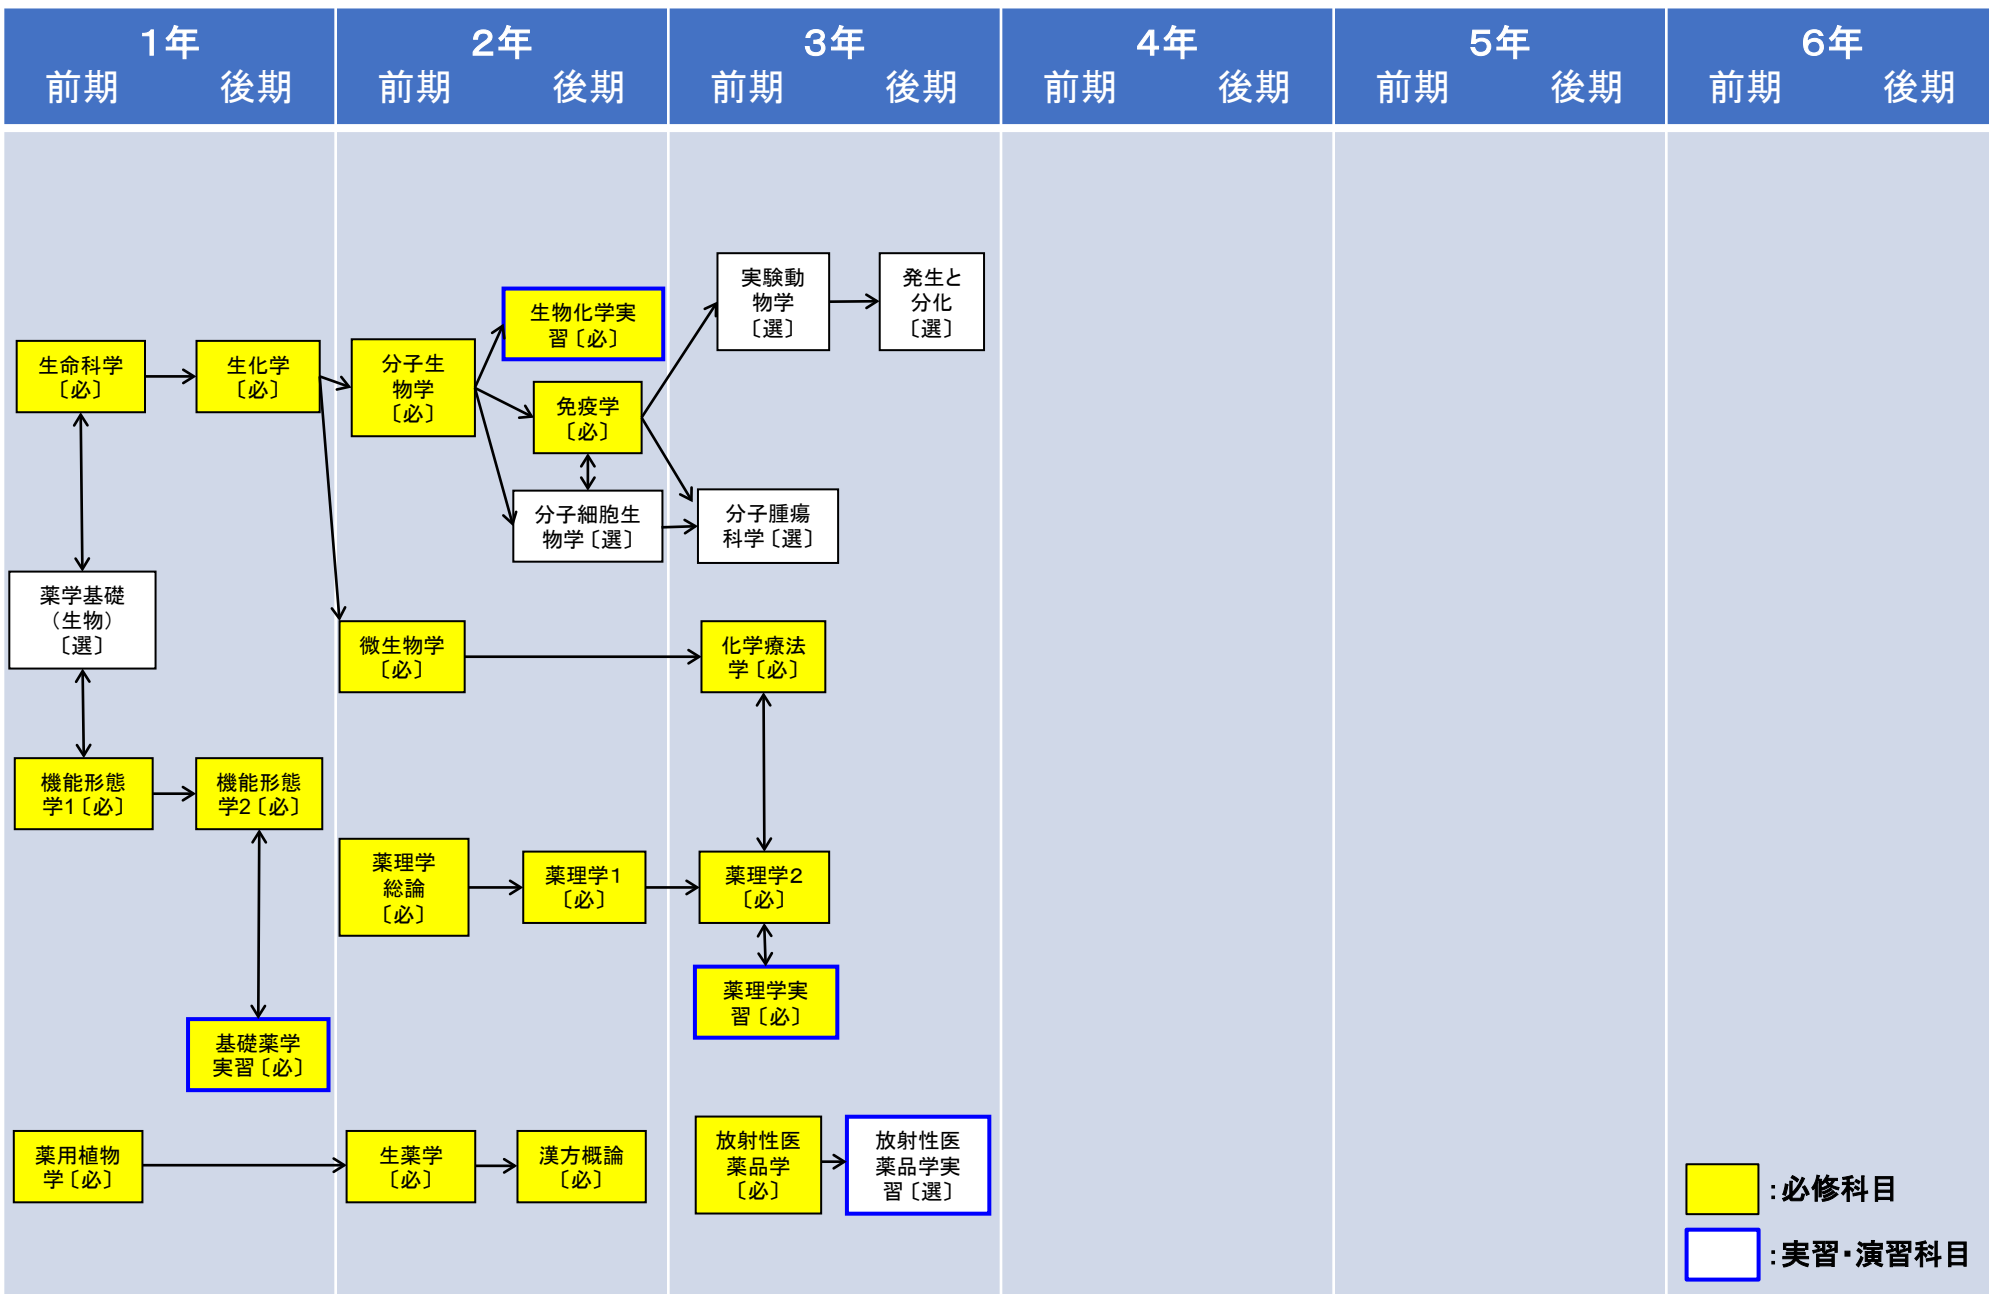 1年
前期 後期
2年
前期 後期
3年
前期 後期
4年
前期 後期
5年
前期 後期
6年
前期 後期
実験動
物学
〔選〕
発生と
分化
〔選〕
生物化学実
習〔必〕
生命科学
〔必〕
生化学
〔必〕
分子生
物学
〔必〕
免疫学
〔必〕
分子細胞生
物学〔選〕
分子腫瘍
科学〔選〕
薬学基礎
（生物）
〔選〕
微生物学
〔必〕
化学療法
学〔必〕
機能形態
学1〔必〕
機能形態
学2〔必〕
薬理学
総論
〔必〕
薬理学1
〔必〕
薬理学2
〔必〕
薬理学実
習〔必〕
基礎薬学
実習〔必〕
薬用植物
学〔必〕
生薬学
〔必〕
漢方概論
〔必〕
放射性医
薬品学
〔必〕
放射性医
薬品学実
習〔選〕
：必修科目
：実習・演習科目